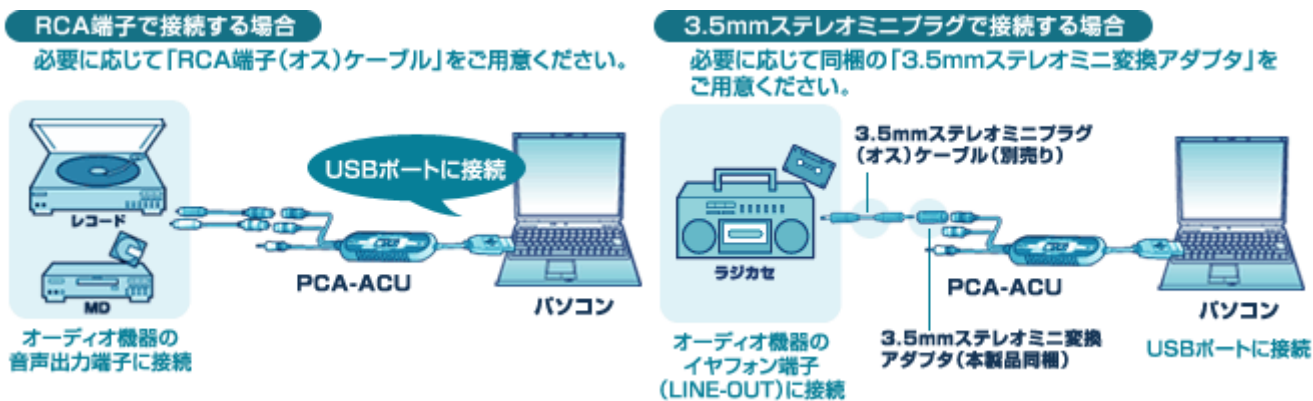 RCA端子で接続する場合
必要に応じて「RCA端子(オス)ケーブル」をご用意ください。
レコード
MD
オーディオ機器の
音声出力端子に接続
USBポートに接続
PCA-ACU
パソコン
3.5mmステレオミニプラグで接続する場合
必要に応じて同梱の「3.5mmステレオミニ変換アダプタ」を
ご用意ください。
ラジカセ
オーディオ機器の
イヤフォン端子
(LINE-OUT)に接続
3.5mmステレオミニプラグ
(オス)ケーブル(別売り)
PCA-ACU
3.5mmステレオミニ変換
アダプタ(本製品同梱)
パソコン
USBポートに接続